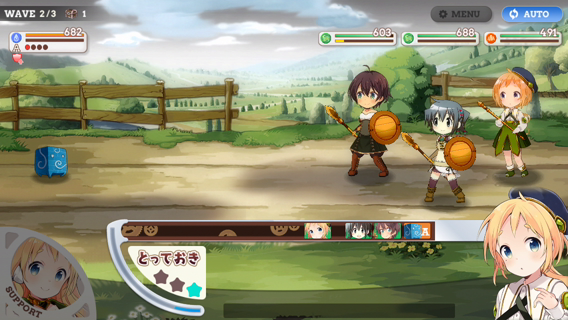 WAVE 2/3 1
MENU
AUTO
682
603
688
491
A
A
とっておき
SUPPORT